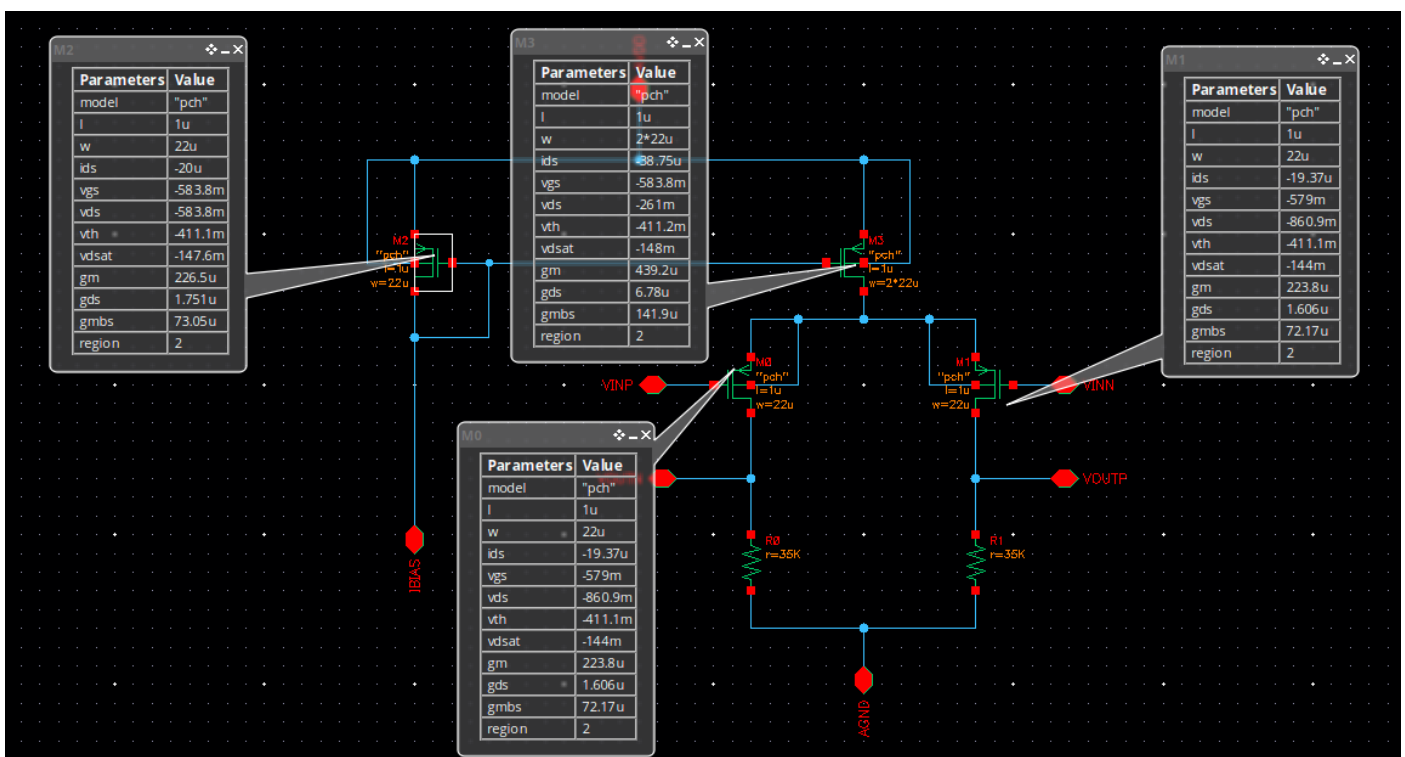 M2
Parameters Value
model "pch"
l 1u
w 22u
ids -20u
vgs -583.8m
vds -583.8m
vth -411.1m
vdsat -147.6m
gm 226.5u
gds 1.751u
gmbs 73.05u
region 2
M3
Parameters Value
model "pch"
l 1u
w 2*22u
ids -38.75u
vgs -583.8m
vds -261m
vth -411.2m
vdsat -148m
gm 439.2u
gds 6.78u
gmbs 141.9u
region 2
M1
Parameters Value
model "pch"
l 1u
w 22u
ids -19.37u
vgs -579m
vds -860.9m
vth -411.1m
vdsat -144m
gm 223.8u
gds 1.606u
gmbs 72.17u
region 2
M2
"pch"
l=1u
w=22u
M3
"pch"
l=1u
w=2*22u
VINP
M0
"pch"
l=1u
w=22u
M1
"pch"
l=1u
w=22u
VINN
M0
Parameters Value
model "pch"
l 1u
w 22u
ids -19.37u
vgs -579m
vds -860.9m
vth -411.1m
vdsat -144m
gm 223.8u
gds 1.606u
gmbs 72.17u
region 2
VOUTP
IBIAS
R0
r=35K
R1
r=35K
AGND